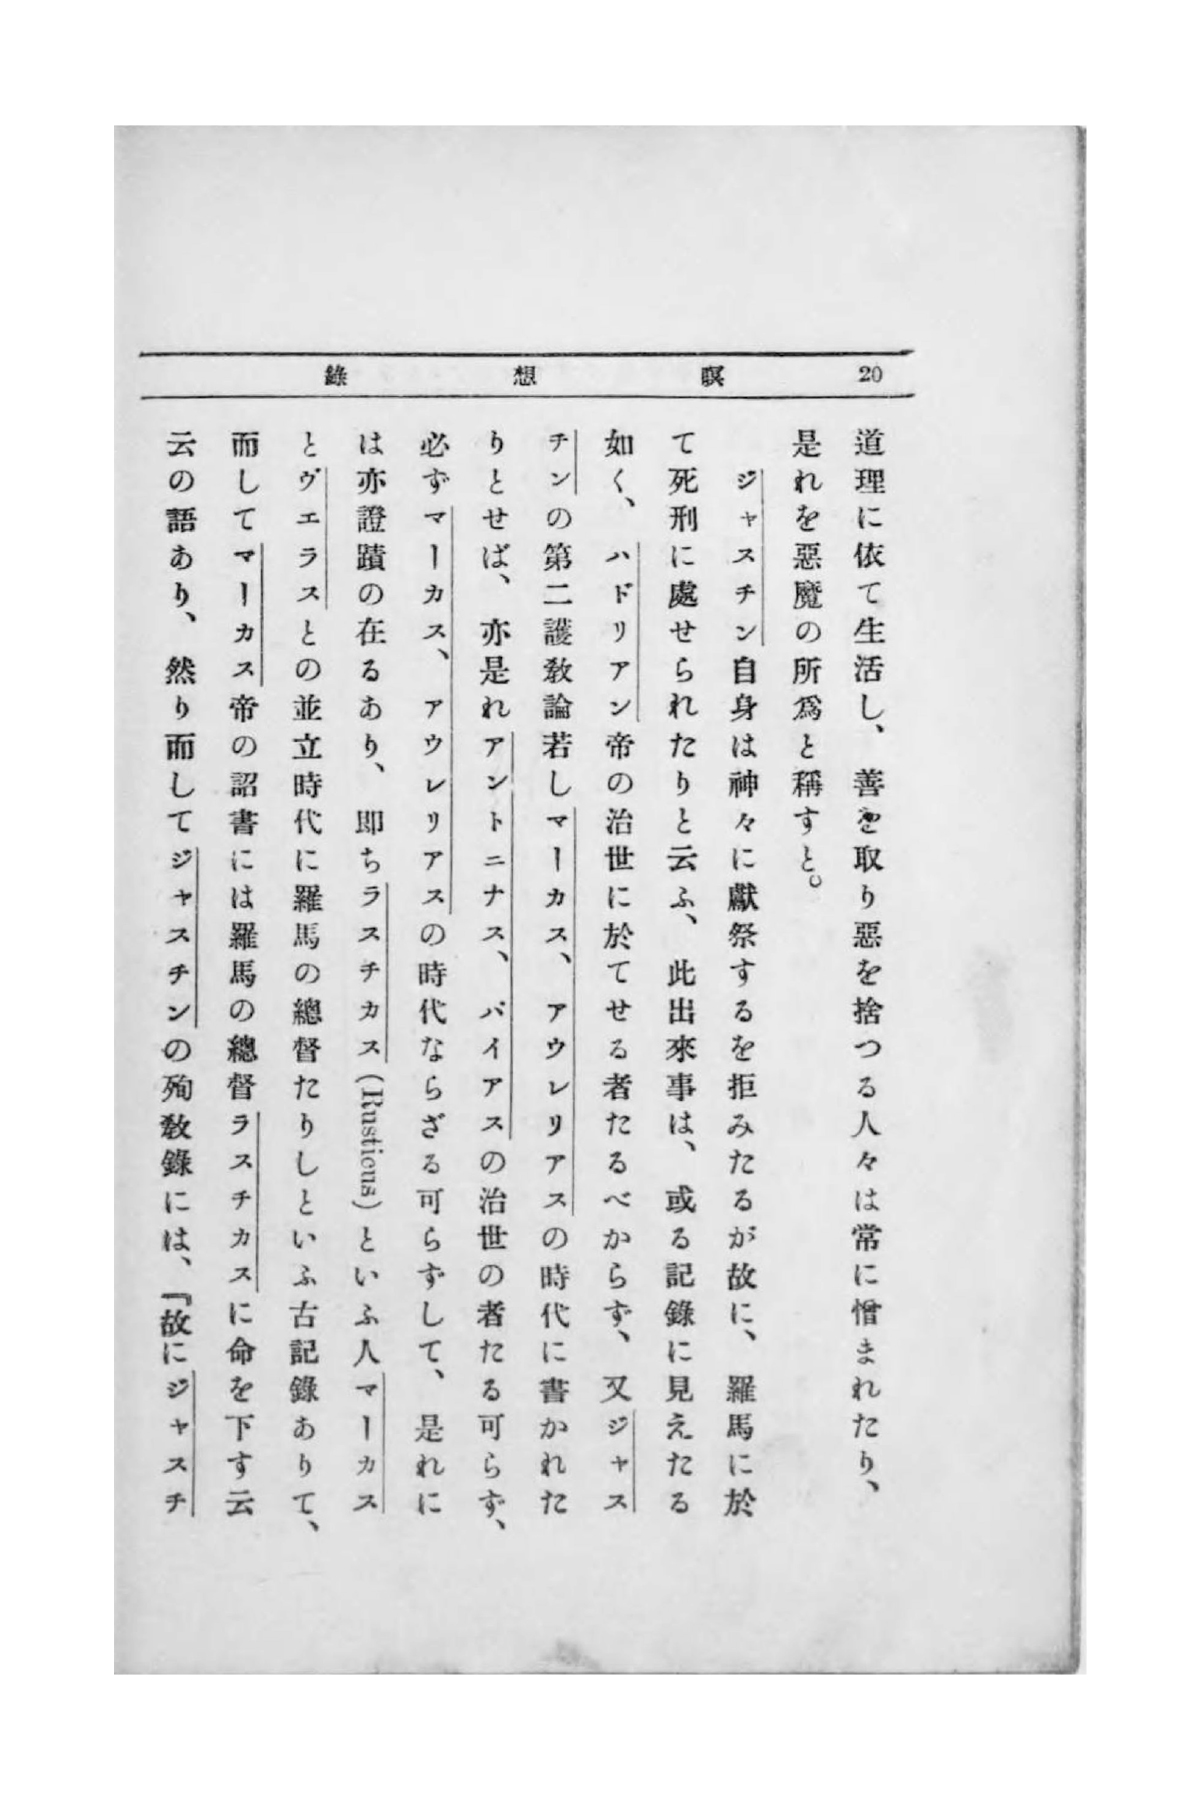 20 瞑想錄
道理に依て生活し、善を取り惡を捨つる人々は常に憎まれたり、
是れを惡魔の所爲と稱すと。
ジャスチン自身は神々に獻祭するを拒みたるが故に、羅馬に於
て死刑に處せられたりと云ふ、此出來事は、或る記錄に見えたる
如く、ハドリアン帝の治世に於てせる者たるべからず、又ジャス
チンの第二護敎論若しマーカス、アウレリアスの時代に書かれた
りとせば、亦是れアントニナス、パイアスの治世の者たる可らず、
必ずマーカス、アウレリアスの時代ならざる可らずして、是れに
は亦證蹟の在るあり、即ちラスチカス(Rusticus)といふ人マーカス
とヴエラスとの並立時代に羅馬の總督たりしといふ古記錄ありて、
而してマーカス帝の詔書には羅馬の總督ラスチカスに命を下す云
云の語あり、然り而してジャスチンの殉敎錄には、『故にジャスチ